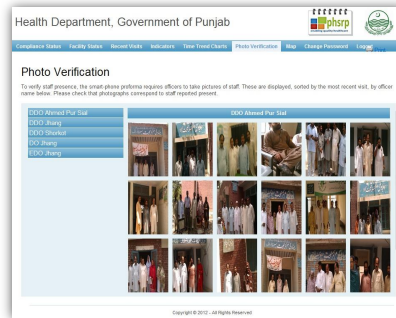 Health Department, Government of Punjab
phsrp
Compliance Status Facility Status Recent Visits Indicators Time Trend Charts Photo Verification Map Change Password Logout
Photo Verification
To verify staff presence, the smart-phone proforma requires officers to take pictures of staff. These are displayed, sorted by the most recent visit, by officer
name below. Please check that photographs correspond to staff reported present.
DDO Ahmed Pur Sial
DDO Ahmed Pur Sial
DDO Jhang
DDO Shorkot
DO Jhang
EDO Jhang
Copyright © 2012 - All Rights Reserved